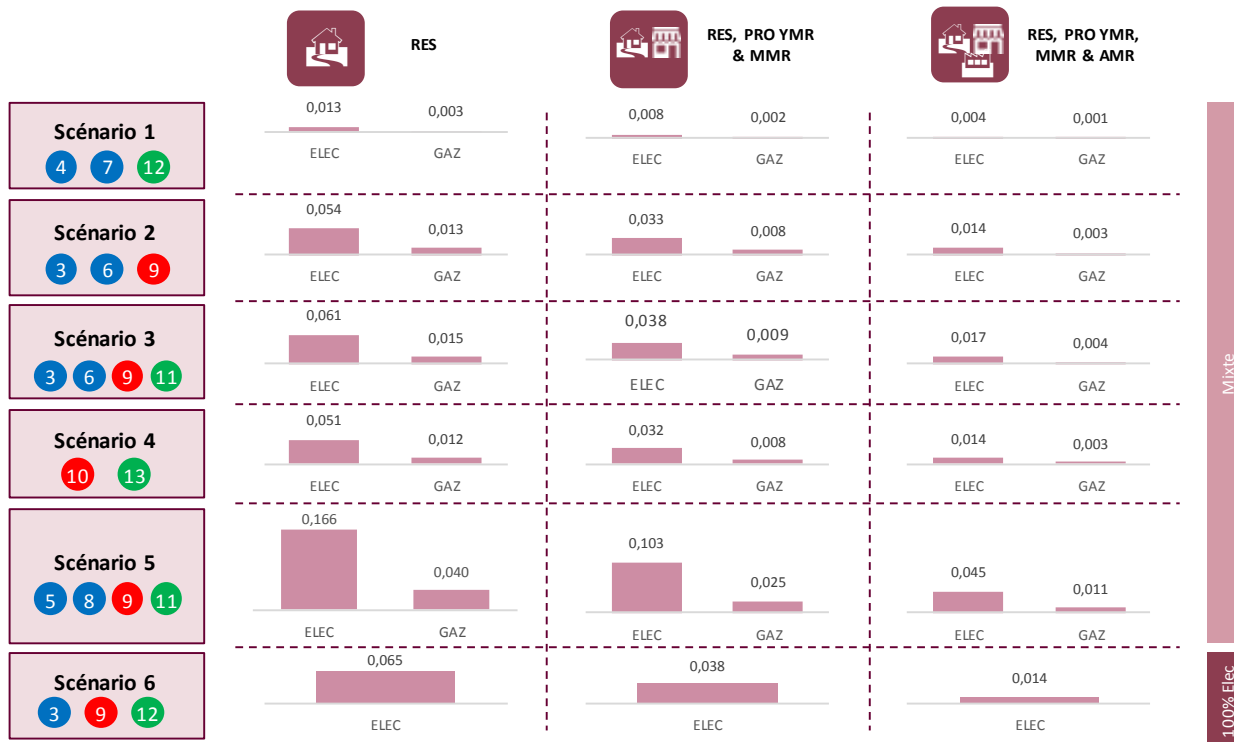 RES
RES, PRO YMR
& MMR
RES, PRO YMR,
MMR & AMR
Scénario 1
4 7 12
0,013 0,003
ELEC GAZ
0,008 0,002
ELEC GAZ
0,004 0,001
ELEC GAZ
Scénario 2
3 6 9
0,054 0,013
ELEC GAZ
0,033 0,008
ELEC GAZ
0,014 0,003
ELEC GAZ
Scénario 3
3 6 9 11
0,061 0,015
ELEC GAZ
0,038 0,009
ELEC GAZ
0,017 0,004
ELEC GAZ
Scénario 4
10 13
0,051 0,012
ELEC GAZ
0,032 0,008
ELEC GAZ
0,014 0,003
ELEC GAZ
Scénario 5
5 8 9 11
0,166 0,040
ELEC GAZ
0,103 0,025
ELEC GAZ
0,045 0,011
ELEC GAZ
Scénario 6
3 9 12
0,065
ELEC
0,038
ELEC
0,014
ELEC
Mixte
100% Elec